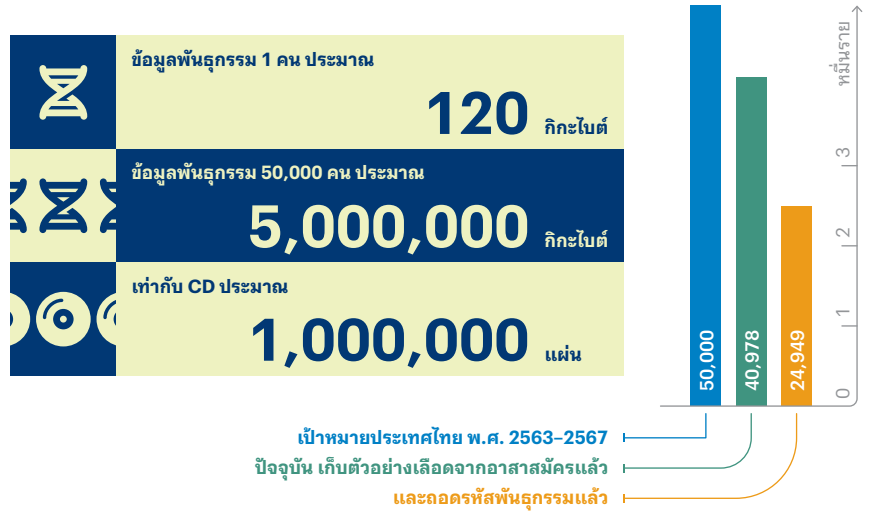 ข้อมูลพันธุกรรม 1 คน ประมาณ
120 กิกะไบต์
ข้อมูลพันธุกรรม 50,000 คน ประมาณ
5,000,000 กิกะไบต์
เท่ากับ CD ประมาณ
1,000,000 แผ่น
หมื่นราย
3
2
1
0
50,000
40,978
24,949
เป้าหมายประเทศไทย พ.ศ. 2563–2567
ปัจจุบัน เก็บตัวอย่างเลือดจากอาสาสมัครแล้ว
และถอดรหัสพันธุกรรมแล้ว